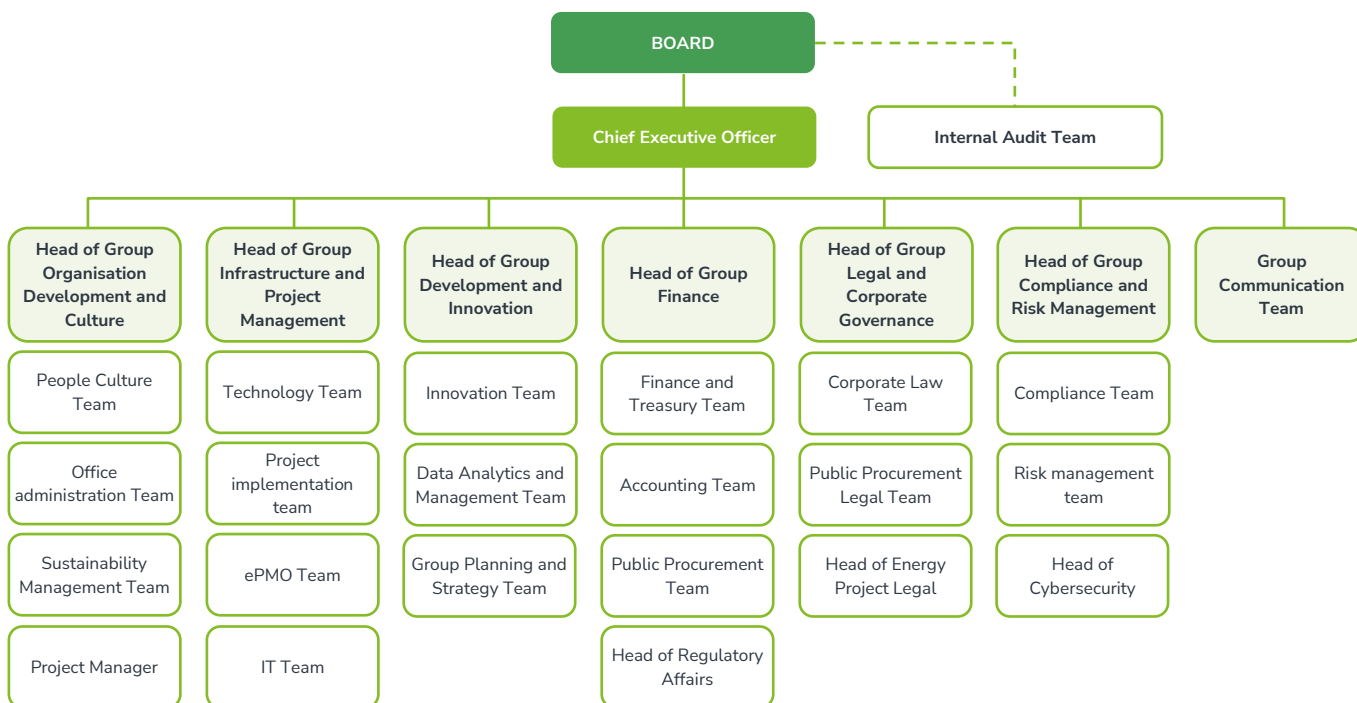 BOARD
Chief Executive Officer
Internal Audit Team
Head of Group
Organisation
Development and
Culture
Head of Group
Infrastructure and
Project
Management
Head of Group
Development and
Innovation
Head of Group
Finance
Head of Group
Legal and
Corporate
Governance
Head of Group
Compliance and
Risk Management
Group
Communication
Team
People Culture
Team
Technology Team
Innovation Team
Finance and
Treasury Team
Corporate Law
Team
Compliance Team
Office
administration Team
Project
implementation
team
Data Analytics and
Management Team
Accounting Team
Public Procurement
Legal Team
Risk management
team
Sustainability
Management Team
ePMO Team
Group Planning and
Strategy Team
Public Procurement
Team
Head of Energy
Project Legal
Head of
Cybersecurity
Project Manager
IT Team
Head of Regulatory
Affairs